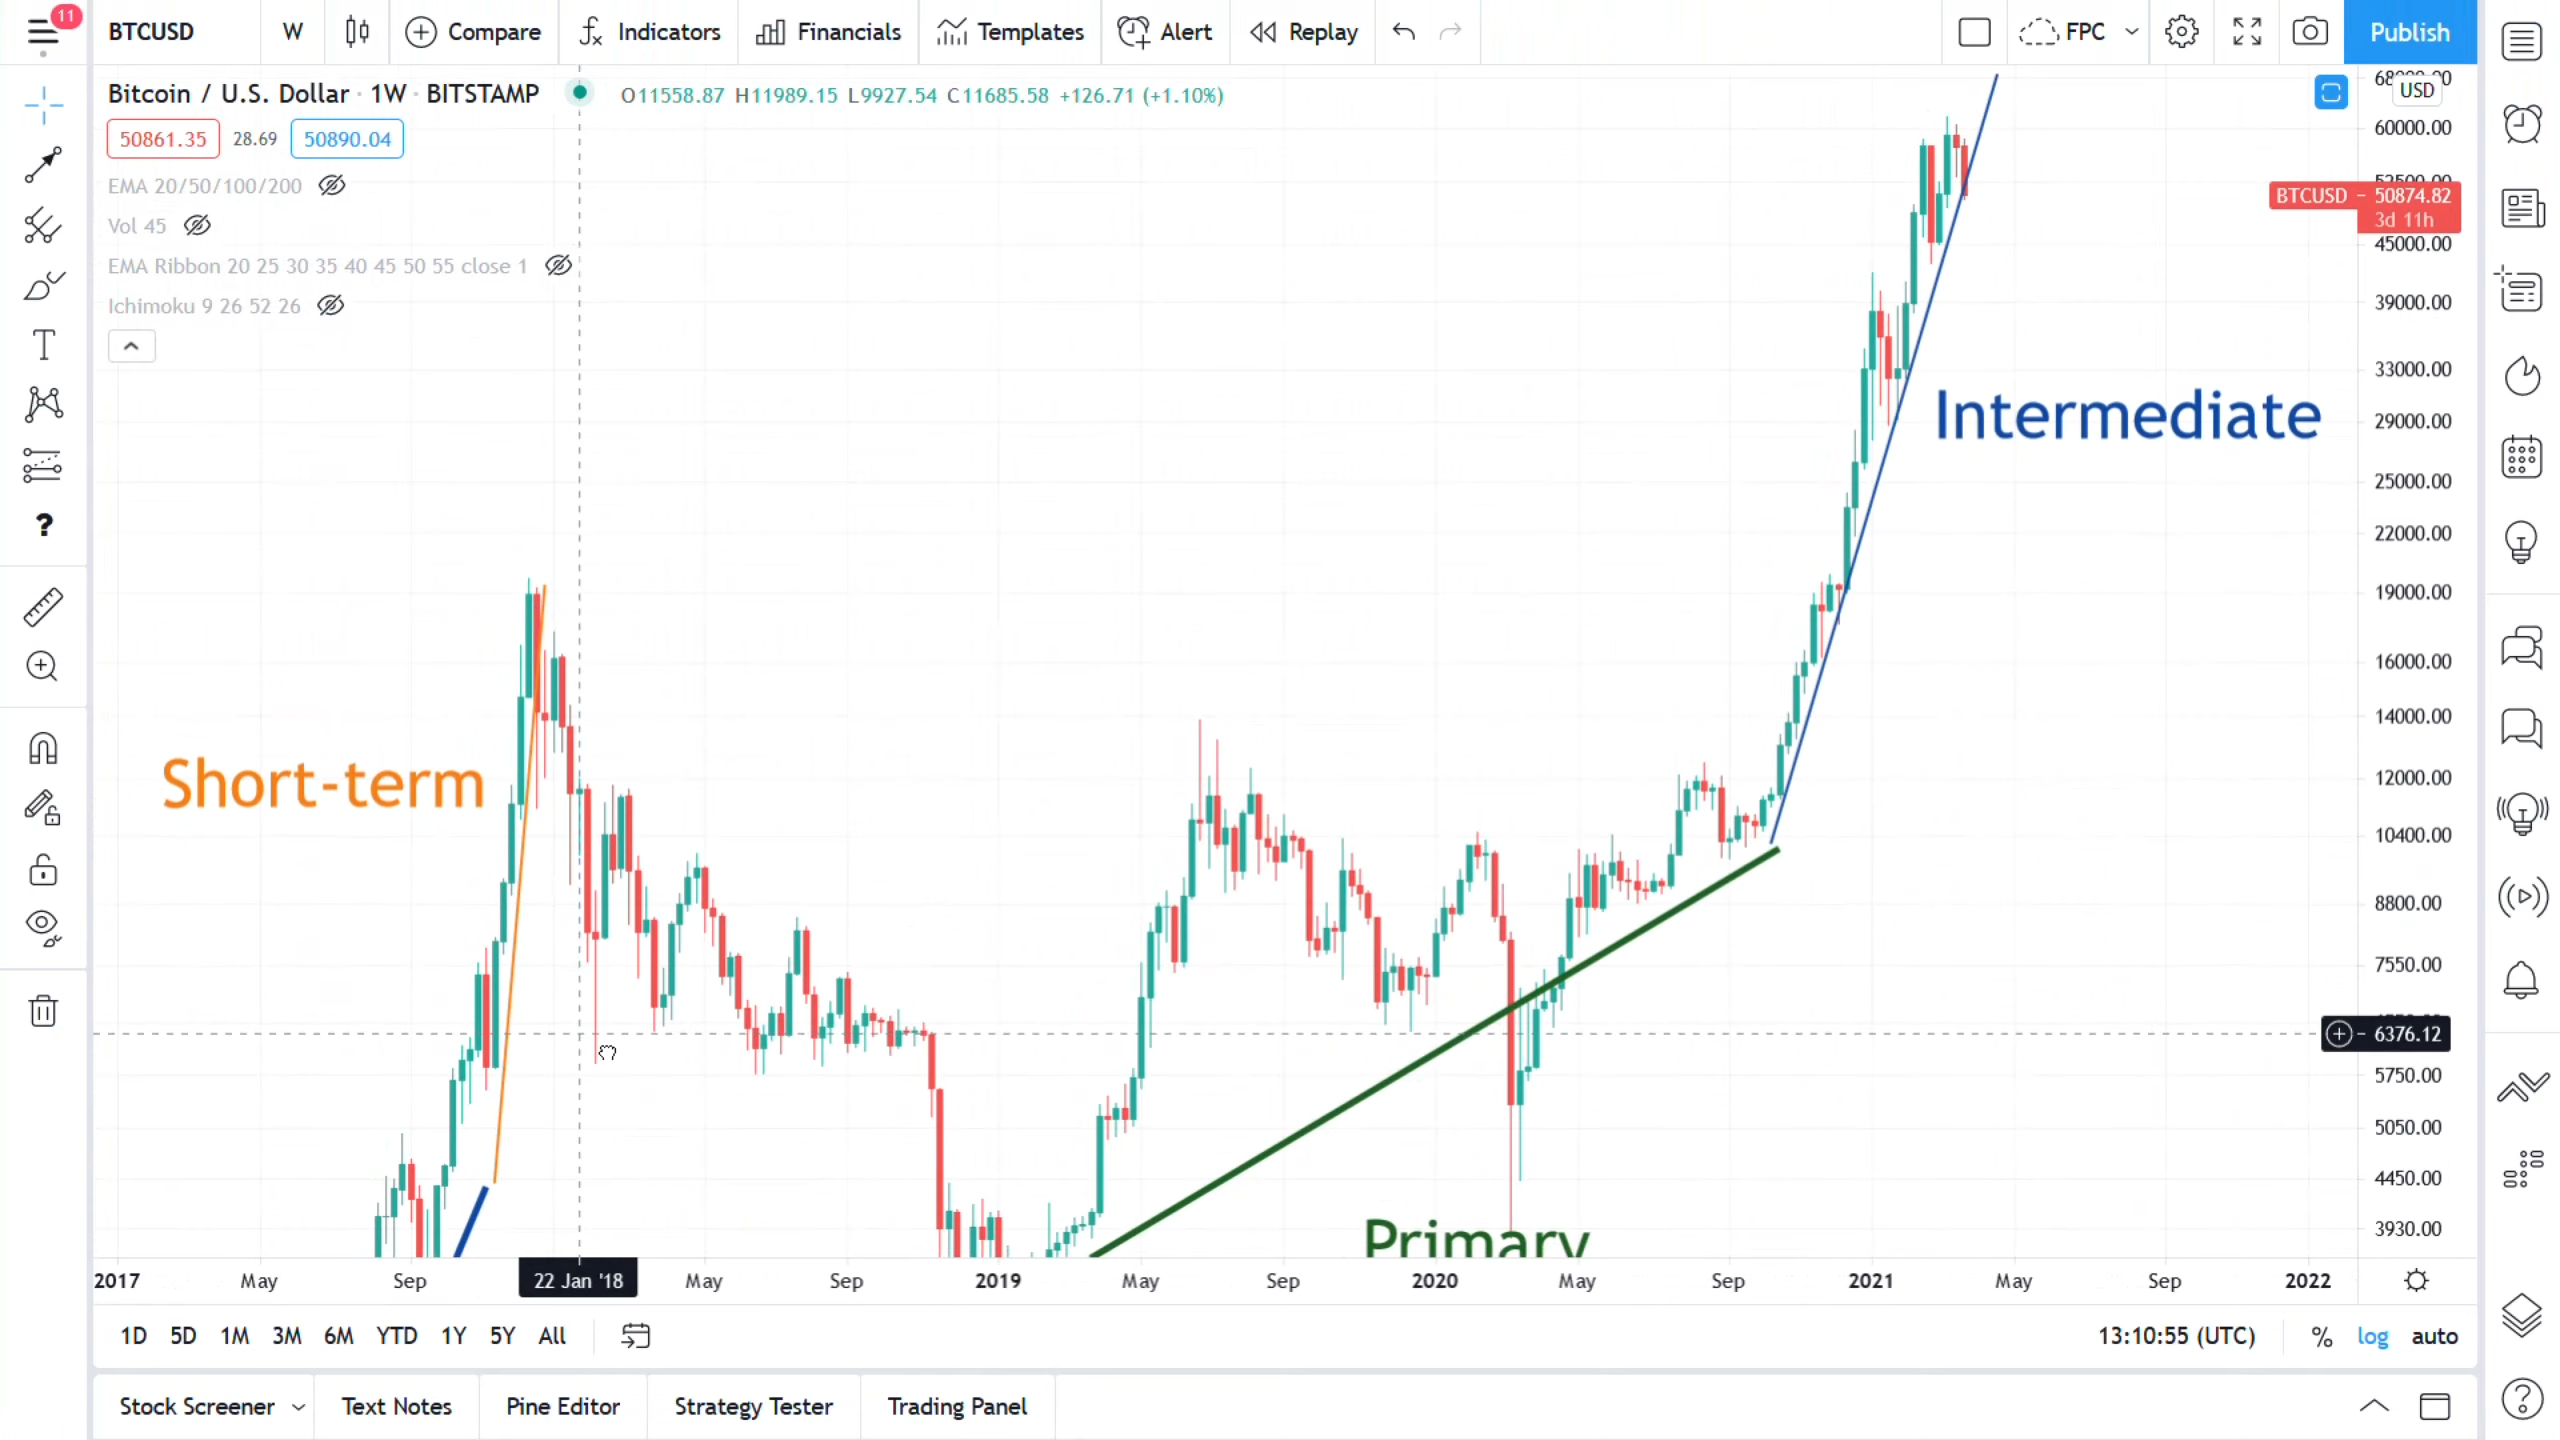 11
BTCUSD W Compare Indicators Financials Templates Alert Replay FPC Publish
Bitcoin / U.S. Dollar · 1W · BITSTAMP O11558.87 H11989.15 L9927.54 C11685.58 +126.71 (+1.10%)
50861.35 28.69 50890.04
EMA 20/50/100/200
Vol 45
EMA Ribbon 20 25 30 35 40 45 50 55 close 1
Ichimoku 9 26 52 26
USD
60000.00
BTCUSD 50874.82
3d 11h
45000.00
39000.00
33000.00
Intermediate
29000.00
25000.00
22000.00
19000.00
16000.00
14000.00
Short-term
12000.00
10400.00
8800.00
7550.00
6376.12
5750.00
5050.00
4450.00
3930.00
Primary
2017 May Sep 22 Jan '18 May Sep 2019 May Sep 2020 May Sep 2021 May Sep 2022
1D 5D 1M 3M 6M YTD 1Y 5Y All 13:10:55 (UTC) % log auto
Stock Screener Text Notes Pine Editor Strategy Tester Trading Panel